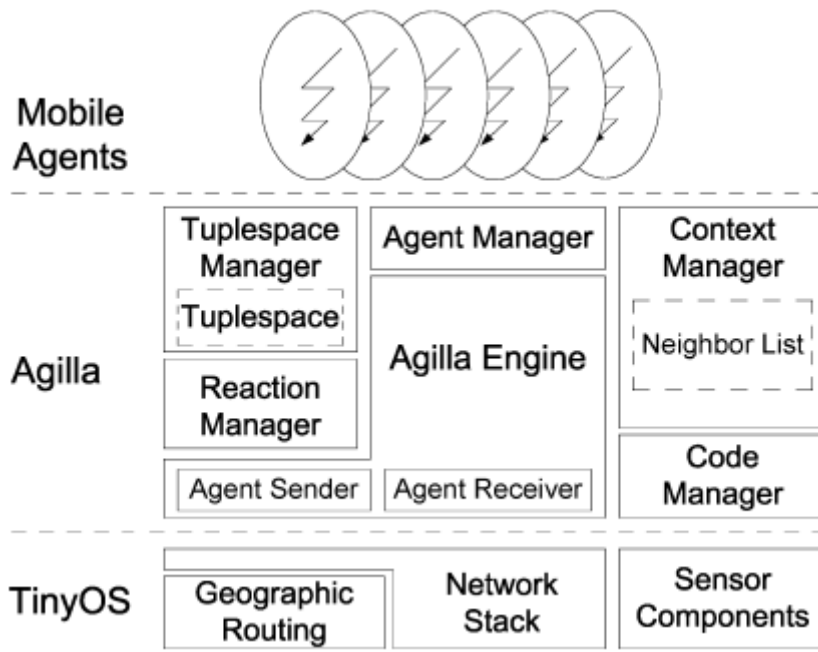 Mobile
Agents
Agilla
Tuplespace
Manager
Tuplespace
Reaction
Manager
Agent Manager
Agilla Engine
Agent Sender
Agent Receiver
Context
Manager
Neighbor List
Code
Manager
TinyOS
Geographic
Routing
Network
Stack
Sensor
Components